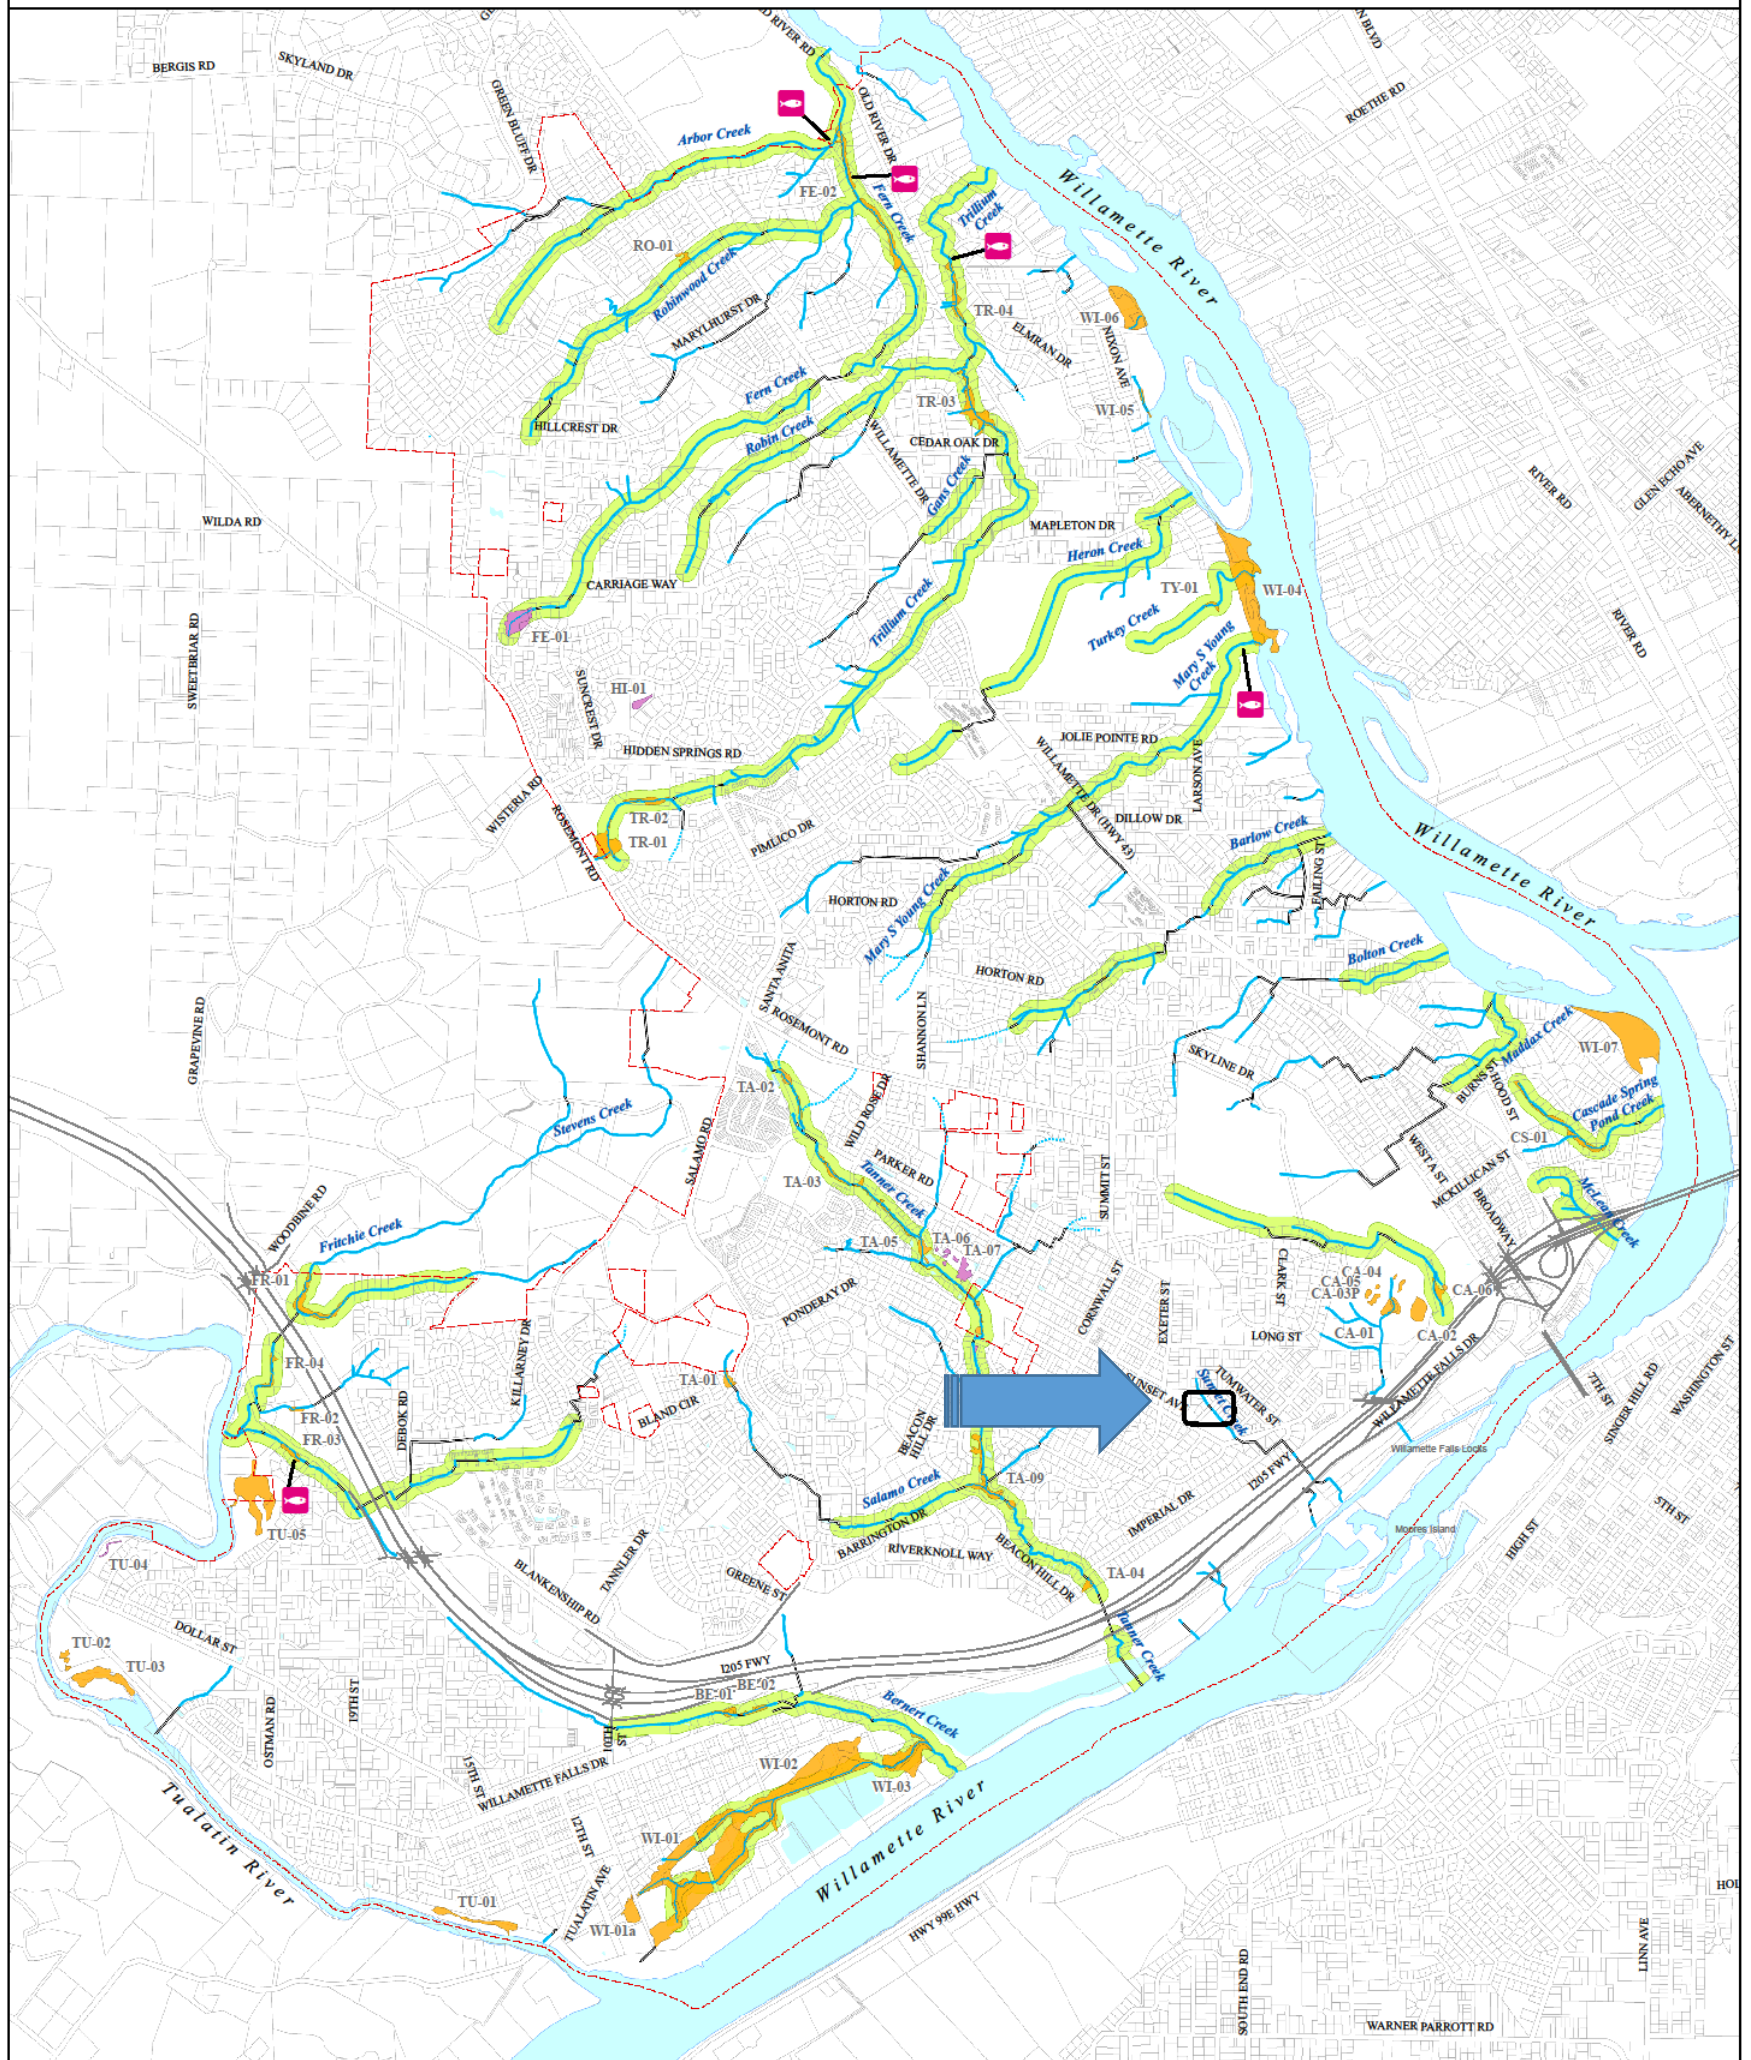 BERGIS RD
SKYLAND DR
GREEN BLUFF DR
OLD RIVER DR
ROETHE RD
Arbor Creek
FE-02
Fern Creek
Trillium
Creek
Willamette River
RO-01
Robinwood Creek
MARYLHURST DR
TR-04
ELMRAN DR
WI-06
NIXON AVE
Fern Creek
TR-03
WI-05
HILLCREST DR
Robin Creek
WILLAMETTE DR
CEDAR OAK DR
Gans Creek
RIVER RD
GLEN ECHO AVE
WILDA RD
MAPLETON DR
Heron Creek
CARRIAGE WAY
TY-01
WI-04
Trillium Creek
Turkey Creek
FE-01
Mary S Young
Creek
RIVER RD
SWEETBRIAR RD
HI-01
SUNCREST DR
HIDDEN SPRINGS RD
JOLIE POINTE RD
WILLAMETTE DR (HWY 43)
LARSON AVE
WISTERIA RD
ROSEMONT RD
TR-02
TR-01
PIMLICO DR
DILLOW DR
Barlow Creek
FAILING ST
Willamette River
HORTON RD
Mary S Young Creek
Bolton Creek
SANTA ANITA
HORTON RD
GRAPEVINE RD
ROSEMONT RD
SHANNON LN
SKYLINE DR
Maddax Creek
WI-07
BURNS ST
HOOD ST
TA-02
WILD ROSE DR
Cascade Spring
Pond Creek
CS-01
Stevens Creek
SALAMO RD
PARKER RD
WEST A ST
MCKILLICAN ST
TA-03
Tanner Creek
SUMMIT ST
BROADWAY
McLean Creek
WOODBINE RD
Fritchie Creek
TA-05
TA-06
TA-07
FR-01
CLARK ST
CA-04
CA-05
CA-03P
CA-06
PONDERAY DR
CORNWALL ST
EXETER ST
LONG ST
CA-01
CA-02
FR-04
KILLARNEY DR
TA-01
WILLAMETTE FALLS DR
7TH ST
SINGER HILL RD
WASHINGTON ST
TUMWATER ST
Sunset Creek
BLAND CIR
DEBOK RD
FR-02
FR-03
BEACON
HILL DR
Willamette Falls Locks
Salamo Creek
TA-09
I205 FWY
TU-05
BARRINGTON DR
IMPERIAL DR
5TH ST
Moores Island
HIGH ST
TU-04
RIVERKNOLL WAY
BEACON HILL DR
TA-04
BLANKENSHIP RD
TANNLER DR
GREENE ST
Tanner Creek
DOLLAR ST
TU-02
TU-03
I205 FWY
19TH ST
OSTMAN RD
BE-01
BE-02
Bernert Creek
10TH
ST
WI-02
WI-03
15TH ST
WILLAMETTE FALLS DR
Tualatin River
12TH ST
WI-01
Willamette River
TU-01
TUALATIN AVE
WI-01a
HWY 99E HWY
SOUTH END RD
LINN AVE
WARNER PARROTT RD